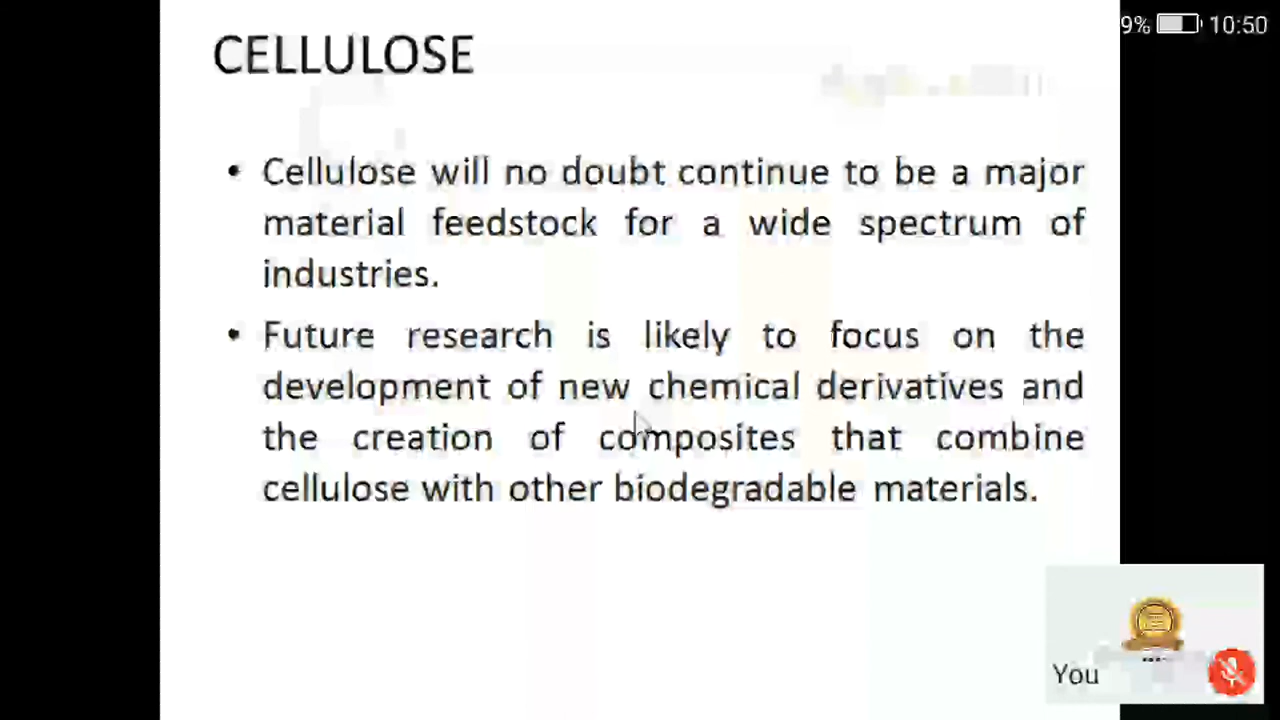 9% 10:50
CELLULOSE
• Cellulose will no doubt continue to be a major
material feedstock for a wide spectrum of
industries.
• Future research is likely to focus on the
development of new chemical derivatives and
the creation of composites that combine
cellulose with other biodegradable materials.
You